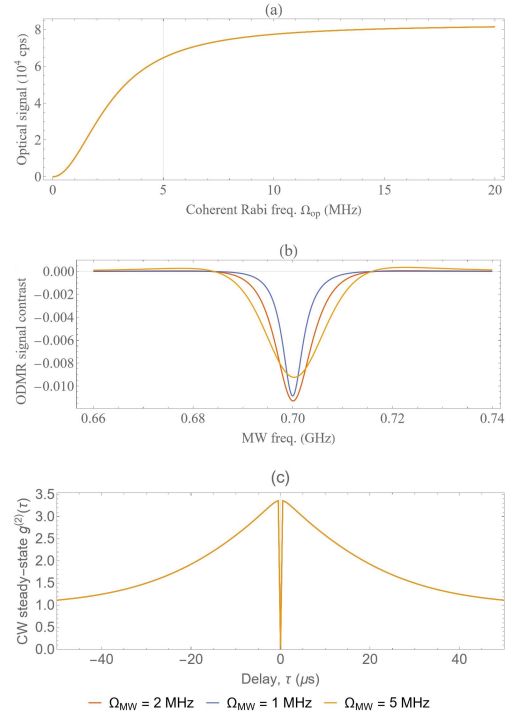 (a)
Optical signal (10⁴ cps)
8
6
4
2
0
0 5 10 15 20
Coherent Rabi freq. Ω_op (MHz)
(b)
ODMR signal contrast
0.000
−0.002
−0.004
−0.006
−0.008
−0.010
0.66 0.68 0.70 0.72 0.74
MW freq. (GHz)
(c)
CW steady−state g⁽²⁾(τ)
3.5
3.0
2.5
2.0
1.5
1.0
0.5
0.0
−40 −20 0 20 40
Delay, τ (μs)
Ω_MW = 2 MHz Ω_MW = 1 MHz Ω_MW = 5 MHz